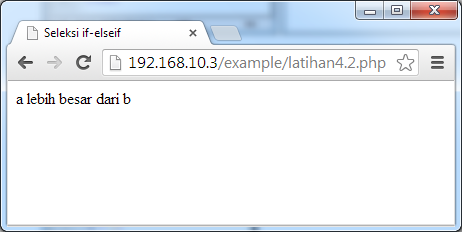 Seleksi if-elseif
192.168.10.3/example/latihan4.2.php
a lebih besar dari b